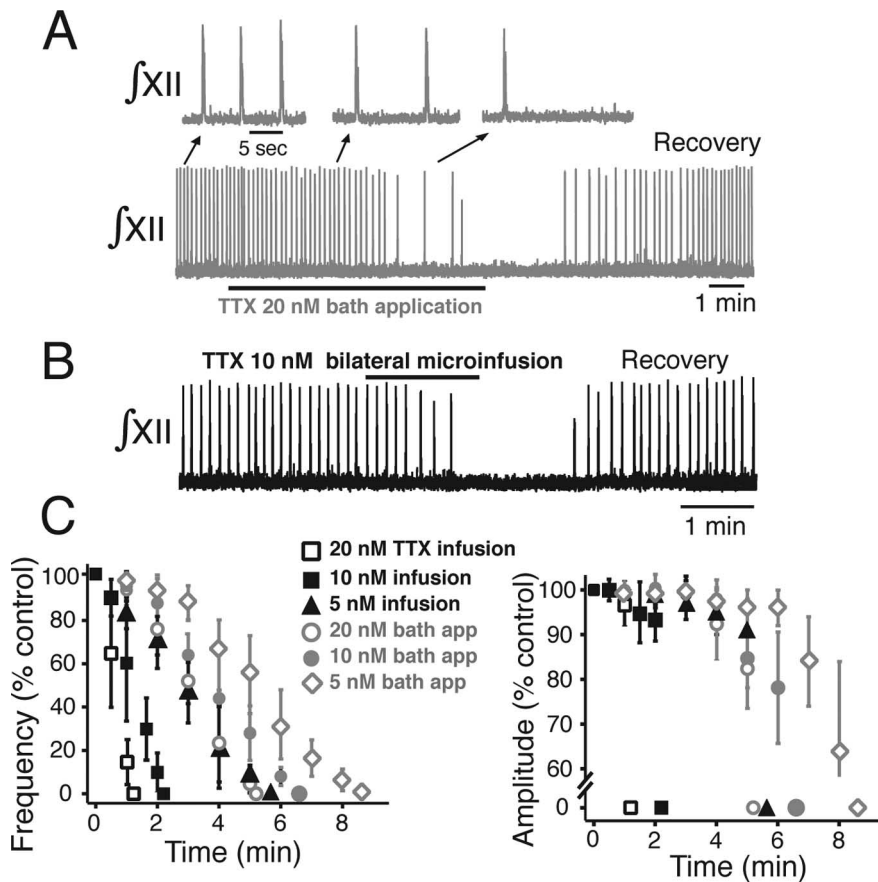 A
∫XII
5 sec
Recovery
∫XII
TTX 20 nM bath application
1 min
B
TTX 10 nM bilateral microinfusion
Recovery
∫XII
1 min
C
20 nM TTX infusion
10 nM infusion
5 nM infusion
20 nM bath app
10 nM bath app
5 nM bath app
Frequency (% control)
100
80
60
40
20
0
0 2 4 6 8
Time (min)
Amplitude (% control)
100
90
80
70
60
0
0 2 4 6 8
Time (min)